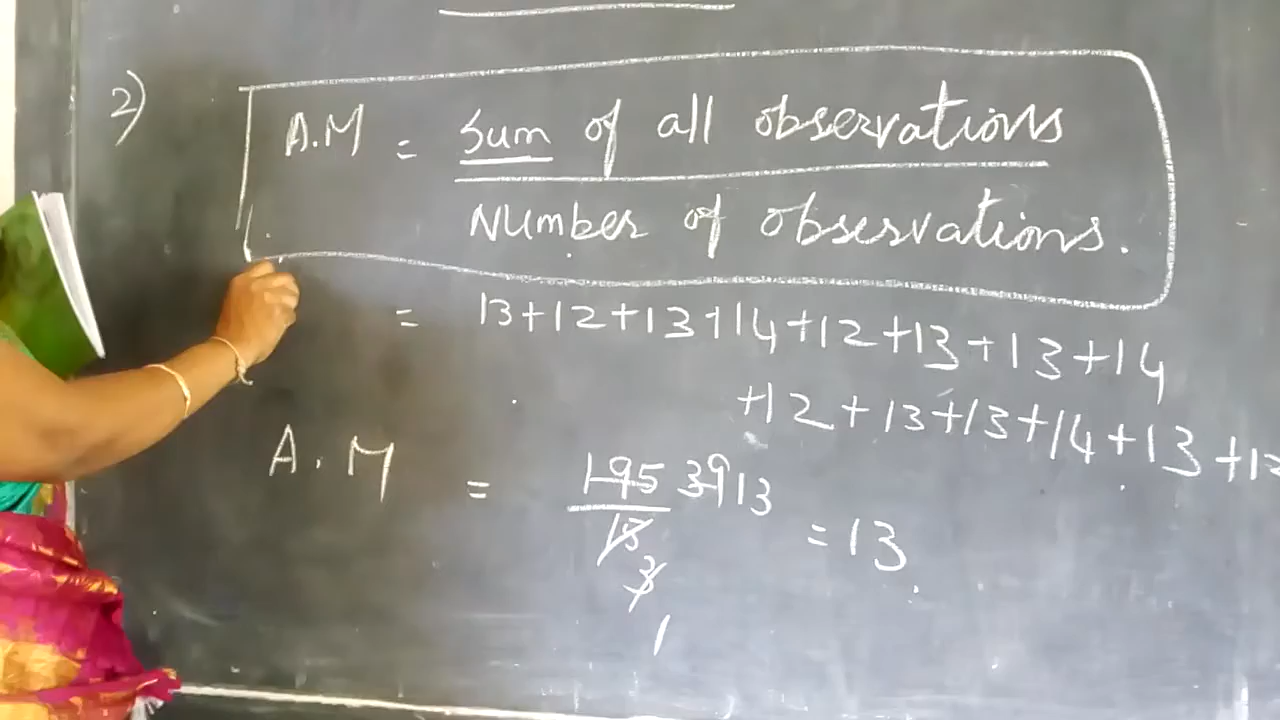 2)
A.M = Sum of all observations
Number of observations.
= 13+12+13+14+12+13+13+14
+12+13+13+14+13+12
A.M = 195 39 13
15
3
1
= 13